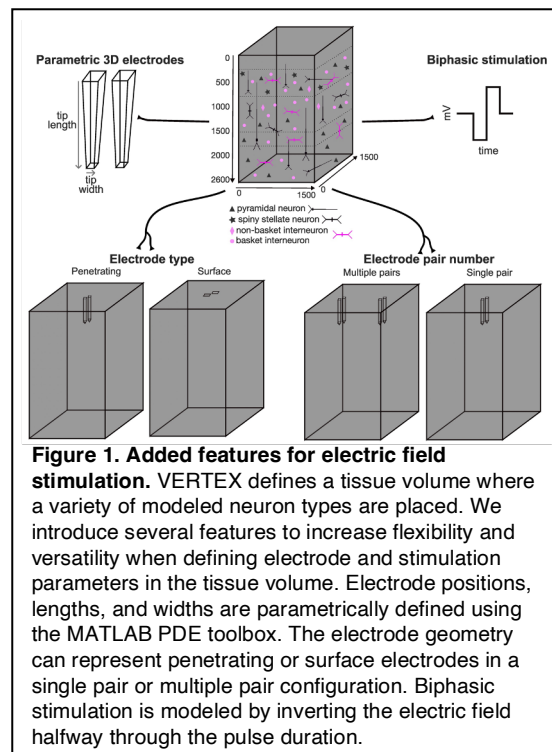 Parametric 3D electrodes
Biphasic stimulation
tip
length
tip
width
0
500
1000
1500
2000
2600
0
1500
0
1500
mV
time
pyramidal neuron
spiny stellate neuron
non-basket interneuron
basket interneuron
Electrode type
Penetrating
Surface
Electrode pair number
Multiple pairs
Single pair
Figure 1. Added features for electric field
stimulation. VERTEX defines a tissue volume where
a variety of modeled neuron types are placed. We
introduce several features to increase flexibility and
versatility when defining electrode and stimulation
parameters in the tissue volume. Electrode positions,
lengths, and widths are parametrically defined using
the MATLAB PDE toolbox. The electrode geometry
can represent penetrating or surface electrodes in a
single pair or multiple pair configuration. Biphasic
stimulation is modeled by inverting the electric field
halfway through the pulse duration.